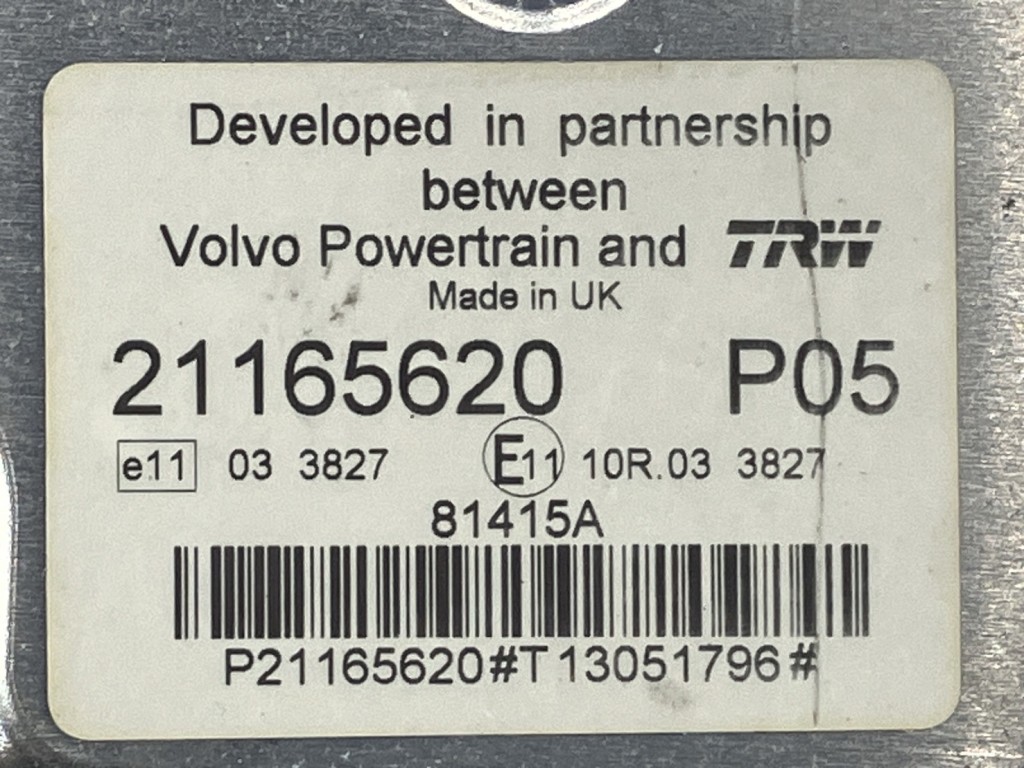 Developed in partnership
between
Volvo Powertrain and TRW
Made in UK
21165620 P05
e11 03 3827 E11 10R.03 3827
81415A
P21165620#T13051796#